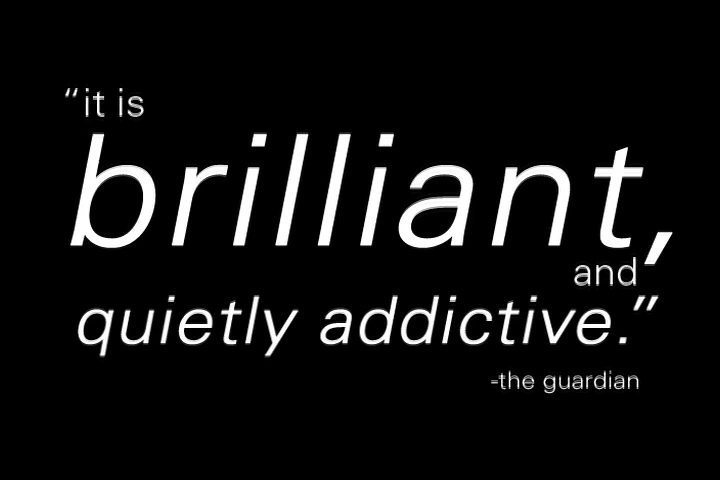 “it is
brilliant,
and
quietly addictive.”
-the guardian